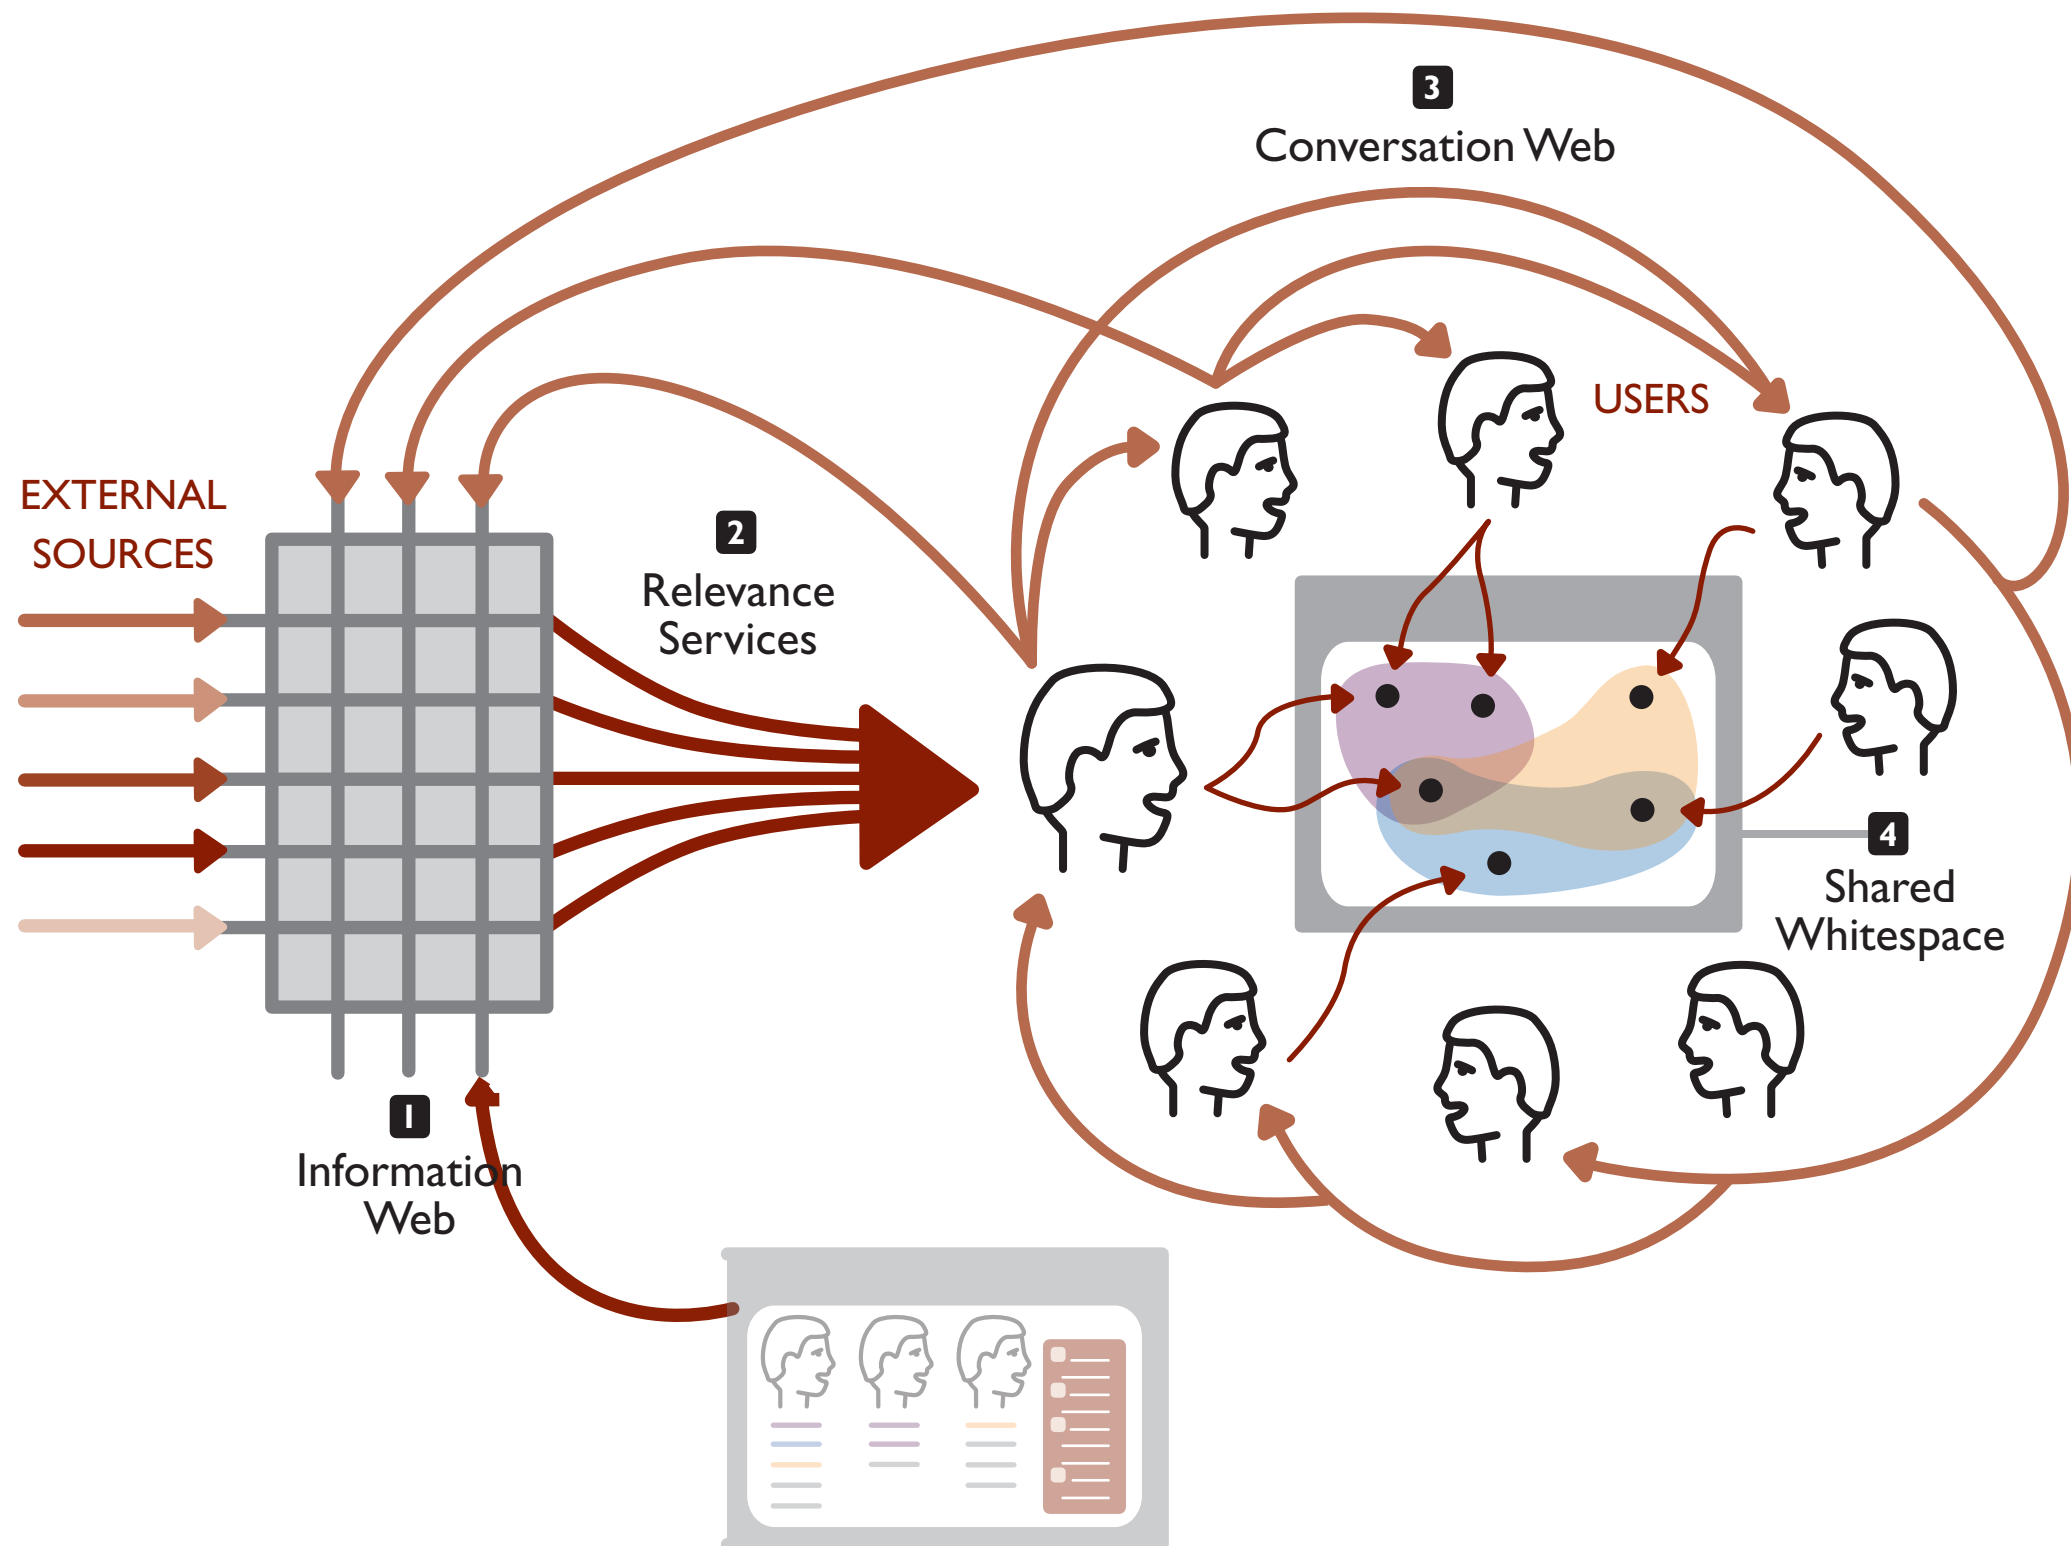 3
Conversation Web
USERS
EXTERNAL
SOURCES
2
Relevance
Services
4
Shared
Whitespace
1
Information
Web